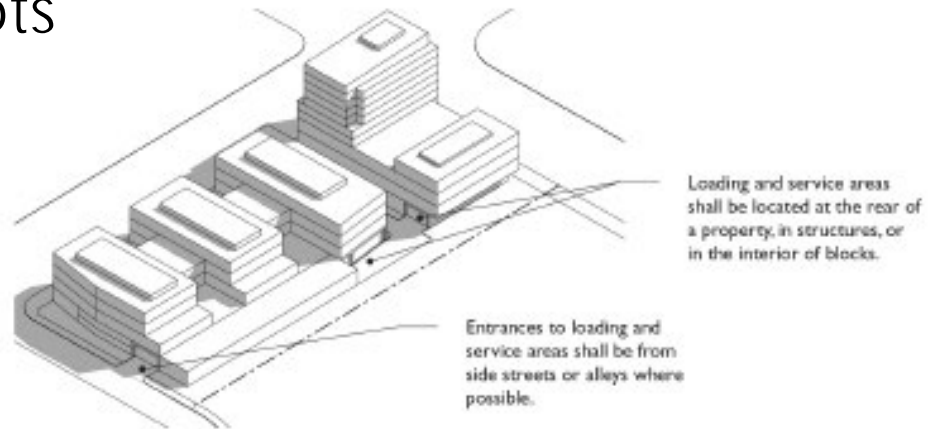 ots
Loading and service areas
shall be located at the rear of
a property, in structures, or
in the interior of blocks.
Entrances to loading and
service areas shall be from
side streets or alleys where
possible.